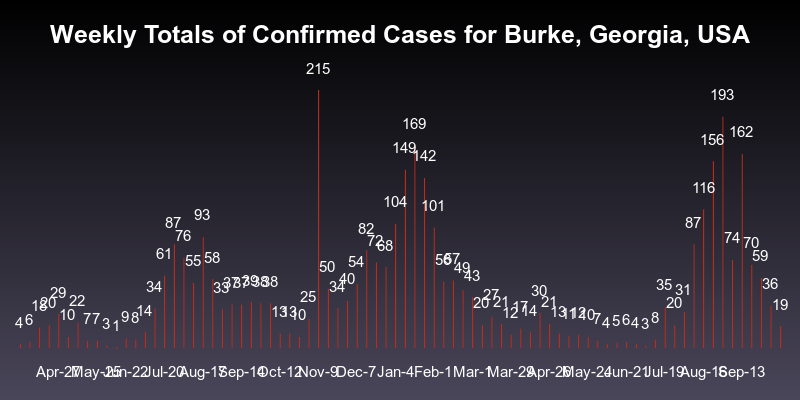 Weekly Totals of Confirmed Cases for Burke, Georgia, USA
4 6 18 20 29 10 22 7 7 3 1 9 8 14 34 61 87 76 55 93 58 33 37 37 39 38 38 13 13 10 25 215 50 34 40 54 82 72 68 104 149 169 142 101 56 57 49 43 20 27 21 12 17 14 30 21 13 11 12 10 7 4 5 6 4 3 8 35 20 31 87 116 156 193 74 162 70 59 36 19
Apr-27 May-25 Jun-22 Jul-20 Aug-17 Sep-14 Oct-12 Nov-9 Dec-7 Jan-4 Feb-1 Mar-1 Mar-29 Apr-26 May-24 Jun-21 Jul-19 Aug-16 Sep-13